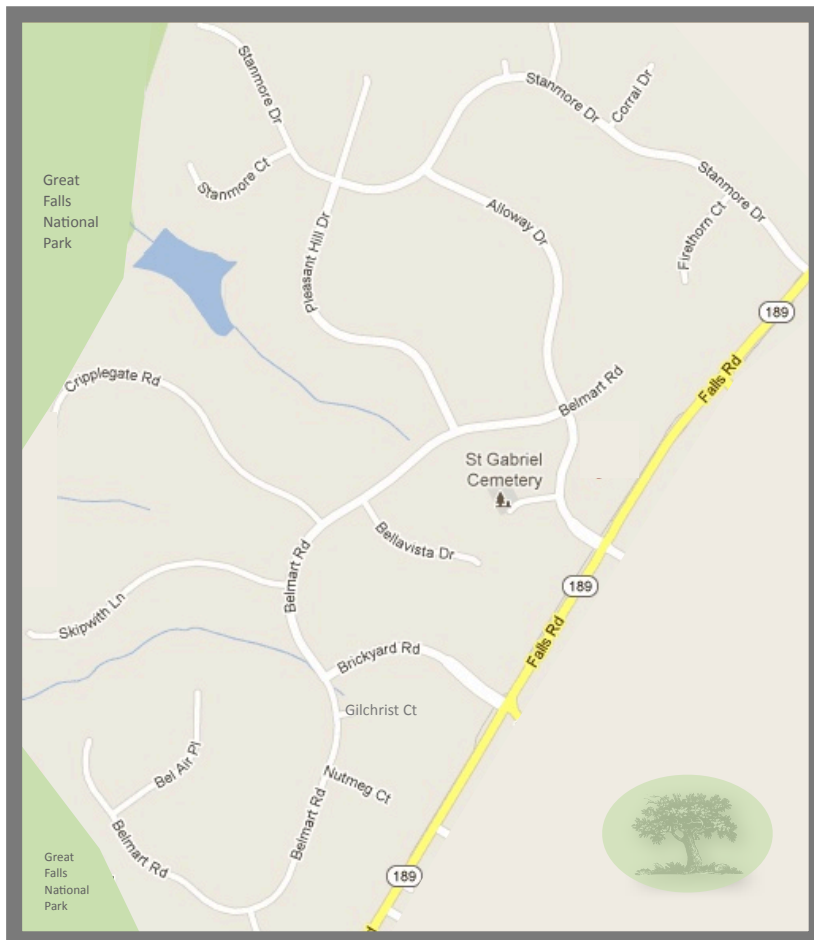 Stanmore Dr
Stanmore Dr
Corral Dr
Stanmore Ct
Great
Falls
National
Park
Stanmore Dr
Alloway Dr
Firethorn Ct
Pleasant Hill Dr
189
Falls Rd
Cripplegate Rd
Belmart Rd
St Gabriel
Cemetery
Bellavista Dr
Belmart Rd
189
Skipwith Ln
Falls Rd
Brickyard Rd
Gilchrist Ct
Bel Air Pl
Nutmeg Ct
Belmart Rd
Belmart Rd
Great
Falls
National
Park
189